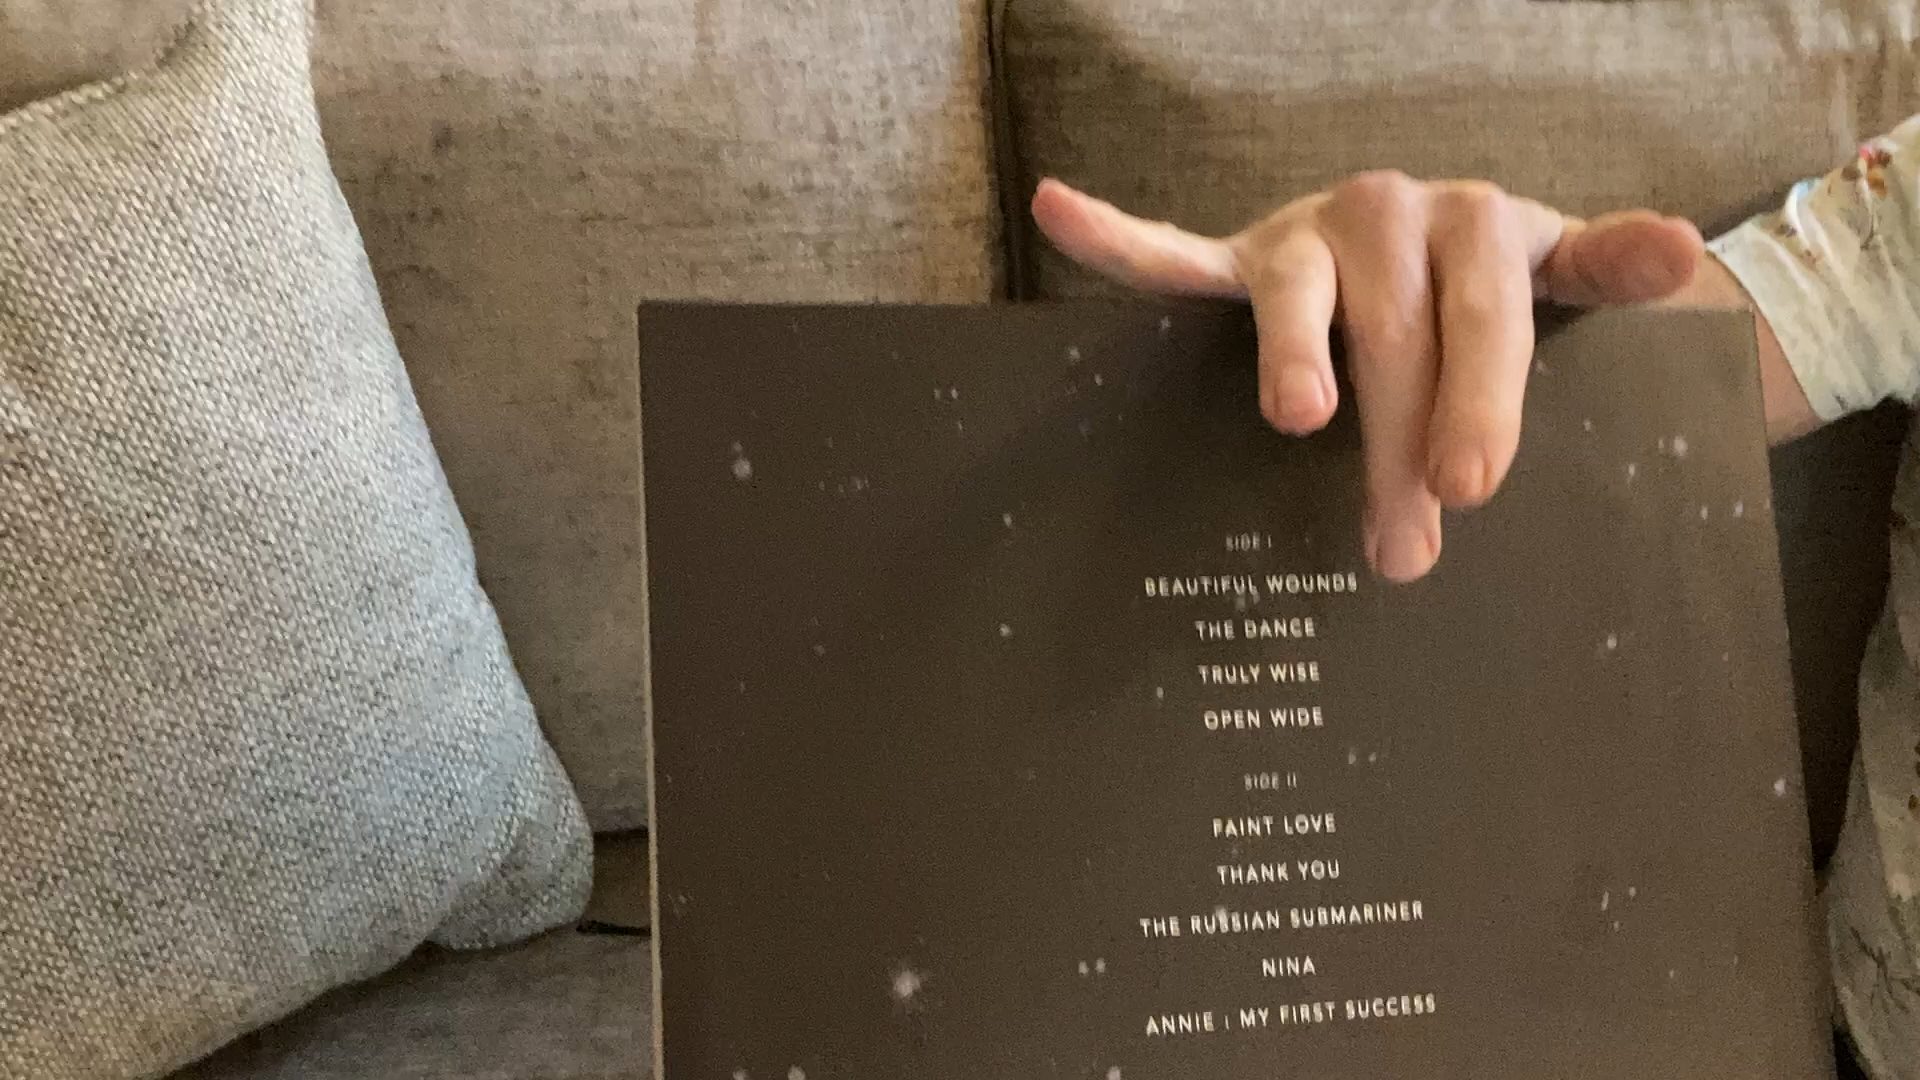 SIDE I
BEAUTIFUL WOUNDS
THE DANCE
TRULY WISE
OPEN WIDE
SIDE II
FAINT LOVE
THANK YOU
THE RUSSIAN SUBMARINER
NINA
ANNIE | MY FIRST SUCCESS